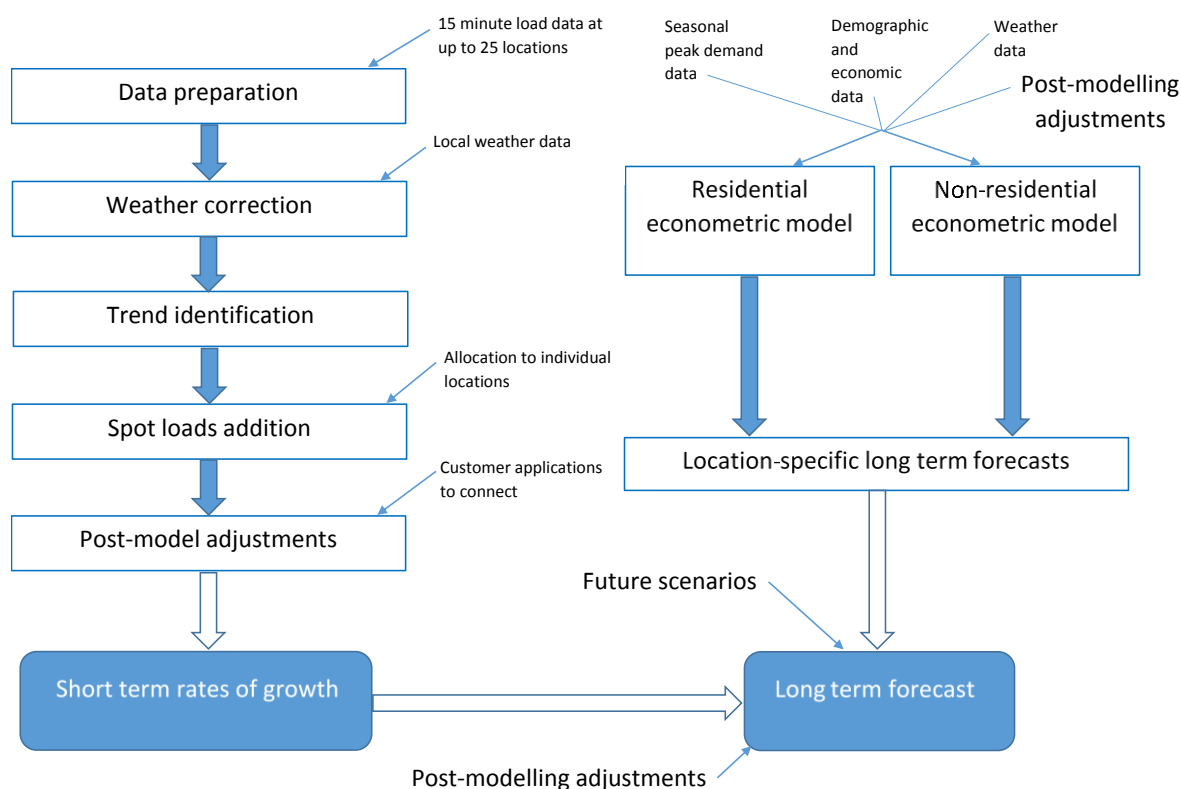 15 minute load data at
up to 25 locations
Data preparation
Local weather data
Weather correction
Trend identification
Allocation to individual
locations
Spot loads addition
Customer applications
to connect
Post-model adjustments
Short term rates of growth
Seasonal
peak demand
data
Demographic
and
economic
data
Weather
data
Post-modelling
adjustments
Residential
econometric model
Non-residential
econometric model
Location-specific long term forecasts
Future scenarios
Long term forecast
Post-modelling adjustments